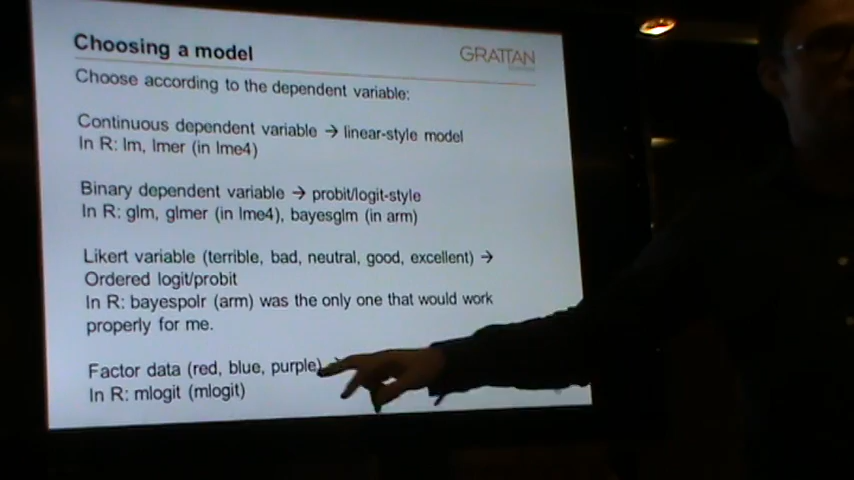 Choosing a model
GRATTAN
Choose according to the dependent variable:
Continuous dependent variable → linear-style model
In R: lm, lmer (in lme4)
Binary dependent variable → probit/logit-style
In R: glm, glmer (in lme4), bayesglm (in arm)
Likert variable (terrible, bad, neutral, good, excellent) →
Ordered logit/probit
In R: bayespolr (arm) was the only one that would work
properly for me.
Factor data (red, blue, purple)
In R: mlogit (mlogit)